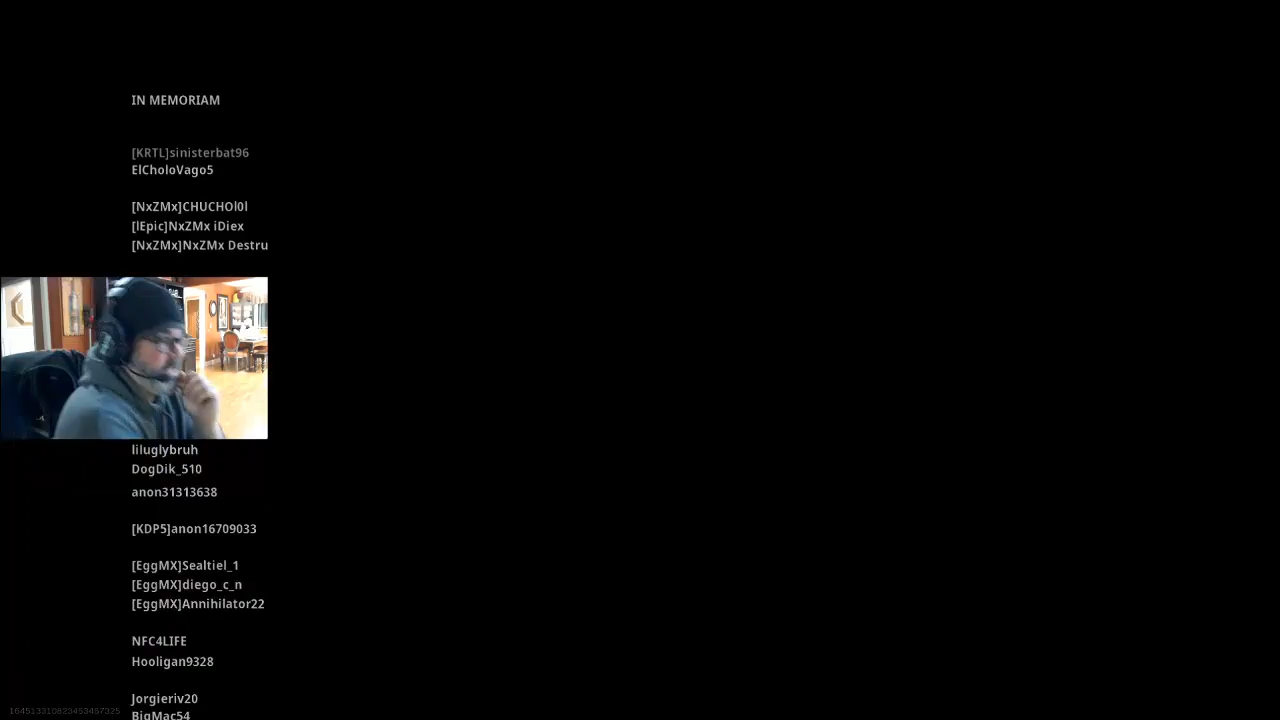 IN MEMORIAM
[KRTL]sinisterbat96
ElCholoVago5
[NxZMx]CHUCHOl0l
[lEpic]NxZMx iDiex
[NxZMx]NxZMx Destru
liluglybruh
DogDik_510
anon31313638
[KDP5]anon16709033
[EggMX]Sealtiel_1
[EggMX]diego_c_n
[EggMX]Annihilator22
NFC4LIFE
Hooligan9328
Jorgieriv20
BigMac54